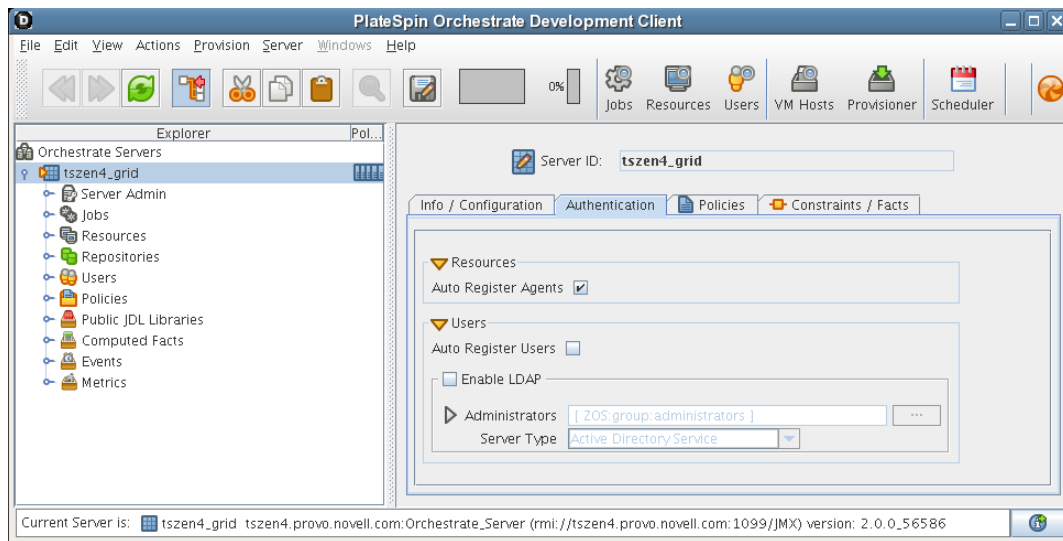 PlateSpin Orchestrate Development Client
File Edit View Actions Provision Server Windows Help
0%
Jobs Resources Users VM Hosts Provisioner Scheduler
Explorer Pol...
Orchestrate Servers
tszen4_grid
Server Admin
Jobs
Resources
Repositories
Users
Policies
Public JDL Libraries
Computed Facts
Events
Metrics
Server ID: tszen4_grid
Info / Configuration Authentication Policies Constraints / Facts
Resources
Auto Register Agents
Users
Auto Register Users
Enable LDAP
Administrators [ ZOS:group:administrators ] ...
Server Type Active Directory Service
Current Server is: tszen4_grid tszen4.provo.novell.com:Orchestrate_Server (rmi://tszen4.provo.novell.com:1099/JMX) version: 2.0.0_56586